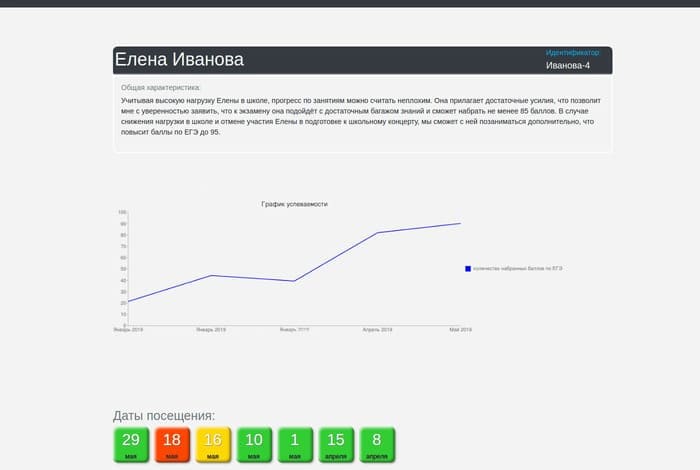 Елена Иванова
Идентификатор
Иванова-4
Общая характеристика:
Учитывая высокую нагрузку Елены в школе, прогресс по занятиям можно считать неплохим. Она прилагает достаточные усилия, что позволит
мне с уверенностью заявить, что к экзамену она подойдёт с достаточным багажом знаний и сможет набрать не менее 85 баллов. В случае
снижения нагрузки в школе и отмене участия Елены в подготовке к школьному концерту, мы сможет с ней позаниматься дополнительно, что
повысит баллы по ЕГЭ до 95.
График успеваемости
100
90
80
70
60
50
40
30
20
10
0
количество набранных баллов по ЕГЭ
Январь 2019 Январь 2019 Январь 2019 Апрель 2019 Май 2019
Даты посещения:
29 18 16 10 1 15 8
мая мая мая мая мая апреля апреля